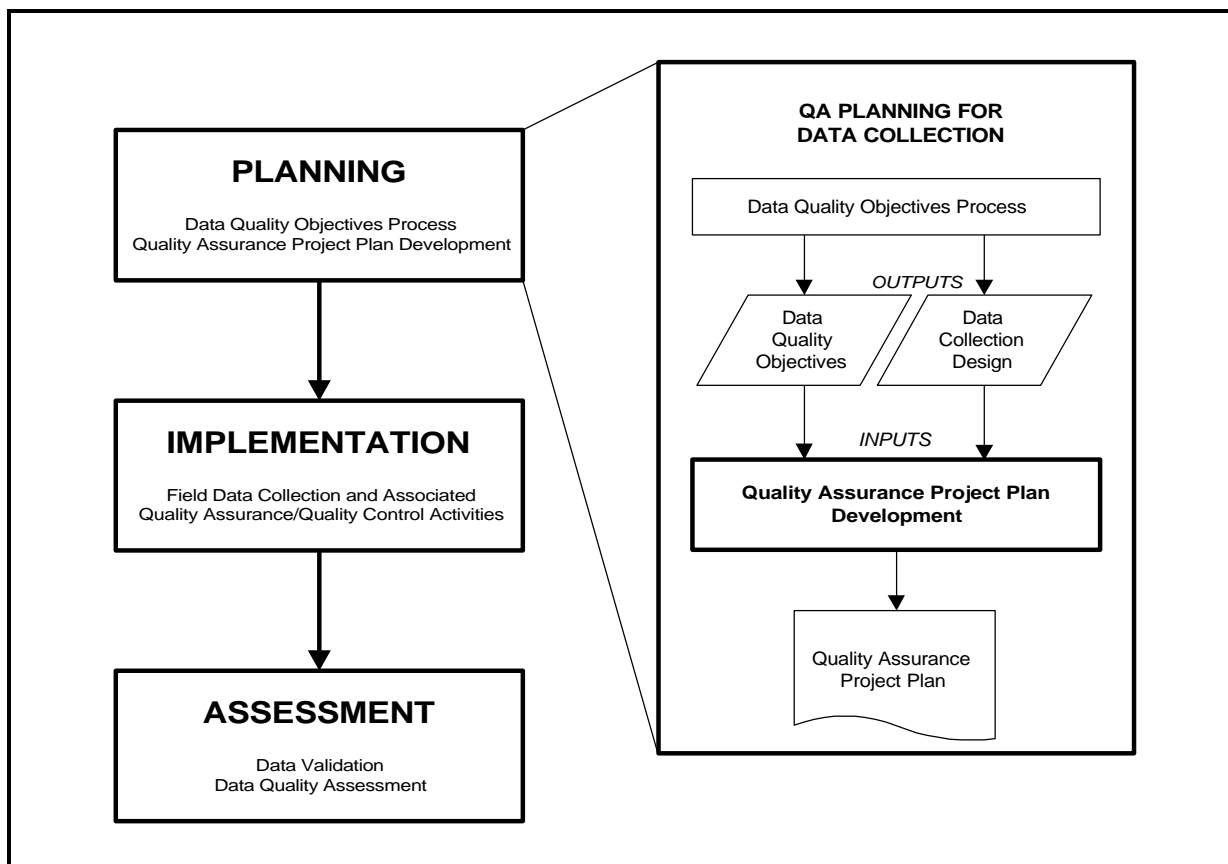 PLANNING
Data Quality Objectives Process
Quality Assurance Project Plan Development
IMPLEMENTATION
Field Data Collection and Associated
Quality Assurance/Quality Control Activities
ASSESSMENT
Data Validation
Data Quality Assessment
QA PLANNING FOR
DATA COLLECTION
Data Quality Objectives Process
OUTPUTS
Data
Quality
Objectives
Data
Collection
Design
INPUTS
Quality Assurance Project Plan
Development
Quality Assurance
Project Plan